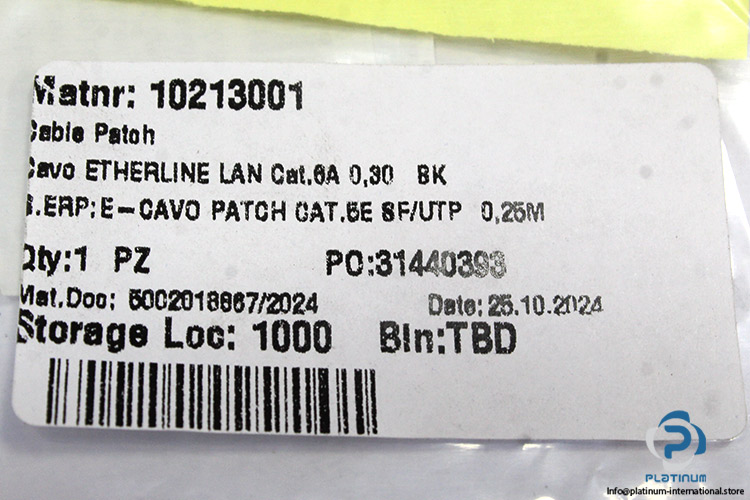 Matnr: 10213001
Cable Patch
Cavo ETHERLINE LAN Cat.6A 0,30 BK
.ERP: E-CAVO PATCH CAT.5E SF/UTP 0,25M
Qty:1 PZ PO:31440393
Mat.Doc: 5002018867/2024 Date: 25.10.2024
Storage Loc: 1000 Bin:TBD
PLATINUM
Info@platinum-international.store